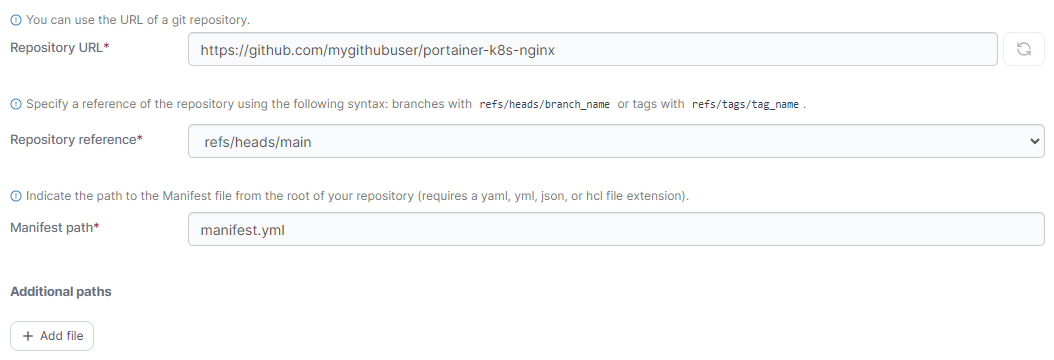 You can use the URL of a git repository.
Repository URL*
https://github.com/mygithubuser/portainer-k8s-nginx
Specify a reference of the repository using the following syntax: branches with refs/heads/branch_name or tags with refs/tags/tag_name.
Repository reference*
refs/heads/main
Indicate the path to the Manifest file from the root of your repository (requires a yaml, yml, json, or hcl file extension).
Manifest path*
manifest.yml
Additional paths
+ Add file